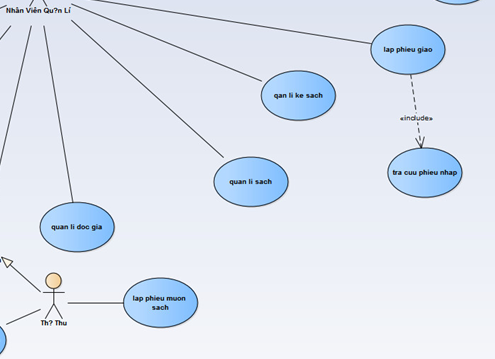 Nhân Viên Qu?n Lí
lap phieu giao
qan li ke sach
«include»
tra cuu phieu nhap
quan li sach
quan li doc gia
lap phieu muon
sach
Th? Thu